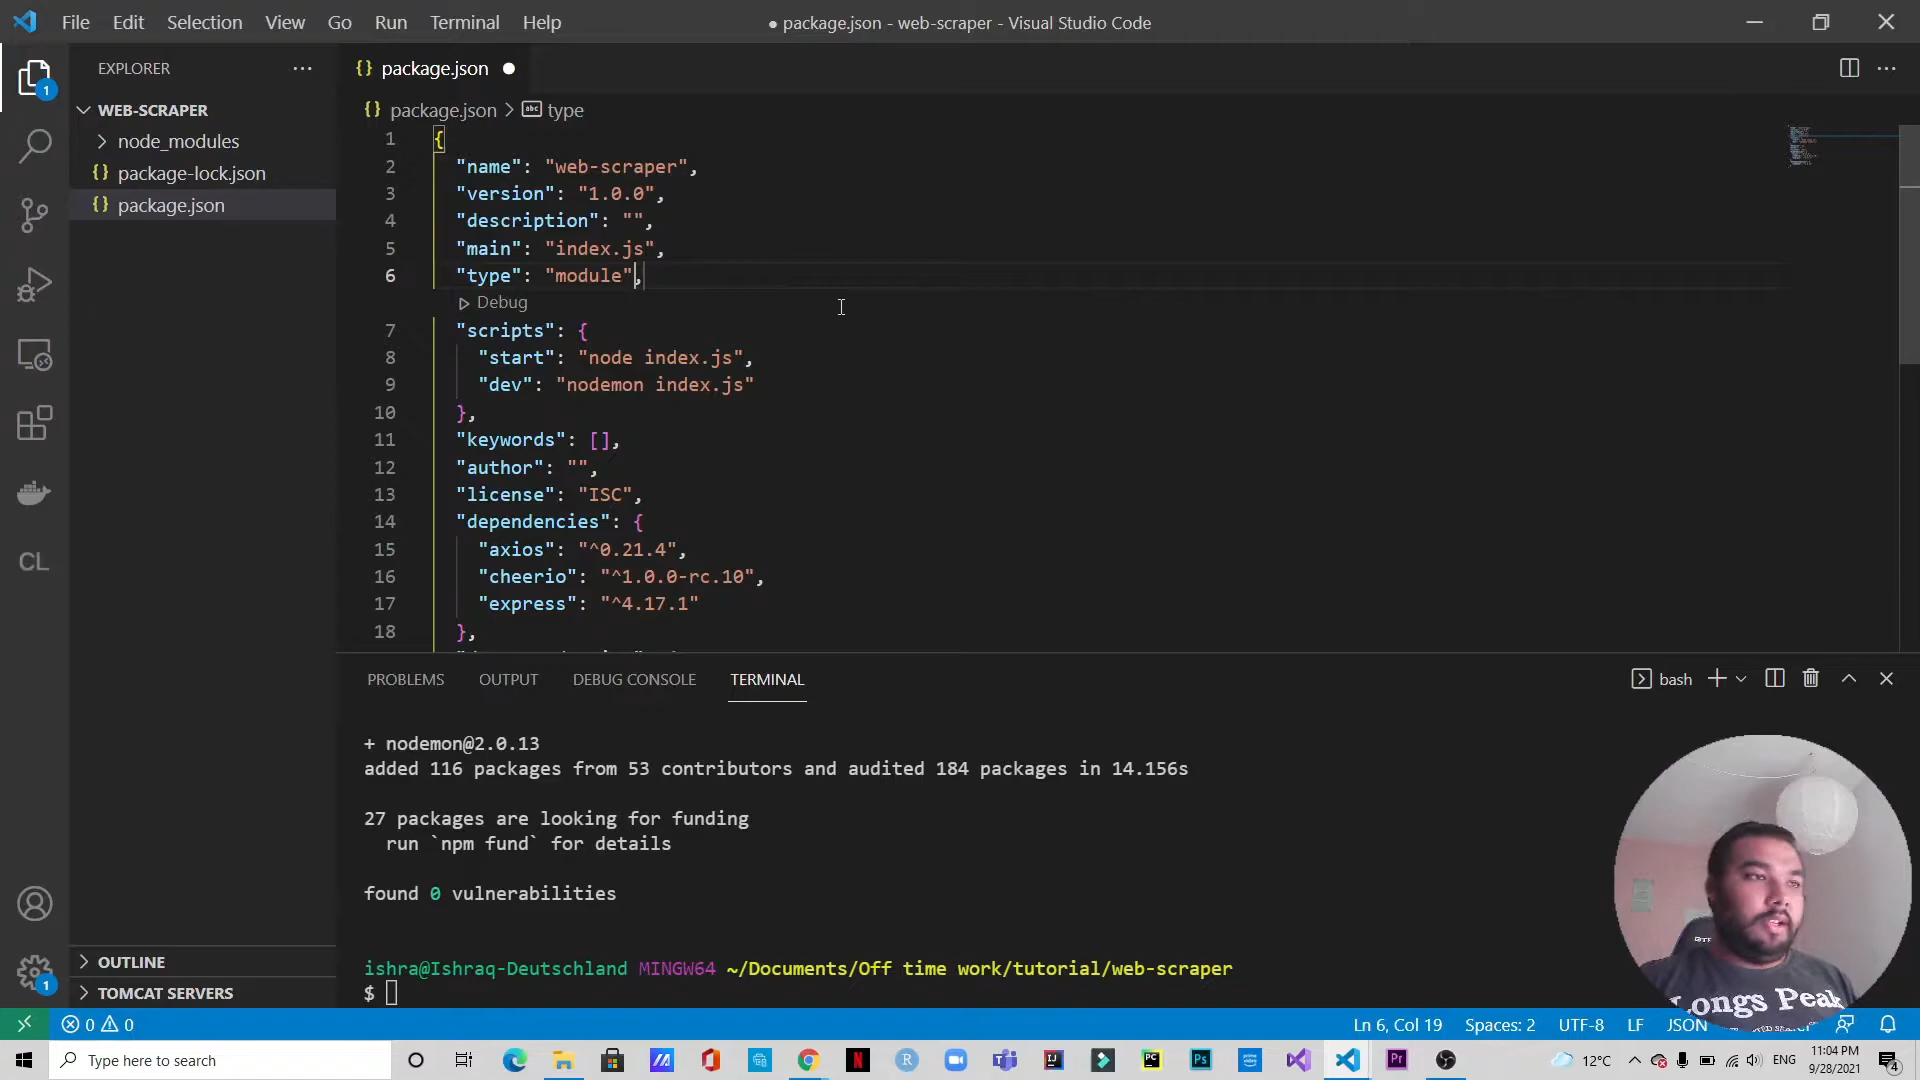 File Edit Selection View Go Run Terminal Help
● package.json - web-scraper - Visual Studio Code
EXPLORER
WEB-SCRAPER
node_modules
{} package-lock.json
{} package.json
OUTLINE
TOMCAT SERVERS
1
CL
1
{} package.json ●
{} package.json > abc type
1 {
2 "name": "web-scraper",
3 "version": "1.0.0",
4 "description": "",
5 "main": "index.js",
6 "type": "module",
Debug
7 "scripts": {
8 "start": "node index.js",
9 "dev": "nodemon index.js"
10 },
11 "keywords": [],
12 "author": "",
13 "license": "ISC",
14 "dependencies": {
15 "axios": "^0.21.4",
16 "cheerio": "^1.0.0-rc.10",
17 "express": "^4.17.1"
18 },
PROBLEMS OUTPUT DEBUG CONSOLE TERMINAL
bash
+ nodemon@2.0.13
added 116 packages from 53 contributors and audited 184 packages in 14.156s
27 packages are looking for funding
run `npm fund` for details
found 0 vulnerabilities
ishra@Ishraq-Deutschland MINGW64 ~/Documents/Off time work/tutorial/web-scraper
$
Longs Peak
0 0
Ln 6, Col 19 Spaces: 2 UTF-8 LF JSON
Type here to search
12°C ENG
11:04 PM
9/28/2021
4